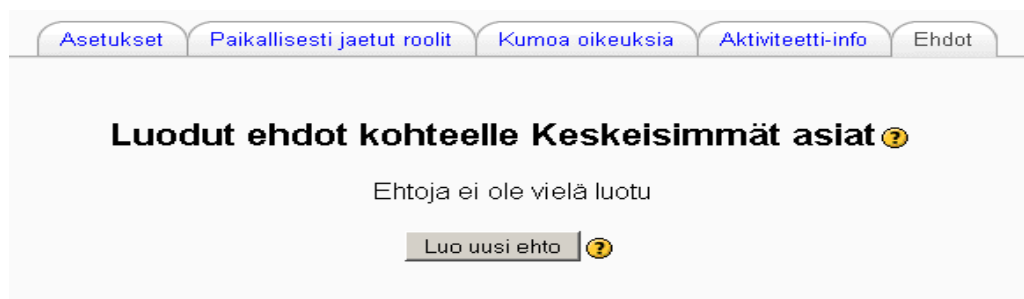 Asetukset Paikallisesti jaetut roolit Kumoa oikeuksia Aktiviteetti-info Ehdot
Luodut ehdot kohteelle Keskeisimmät asiat ?
Ehtoja ei ole vielä luotu
Luo uusi ehto ?